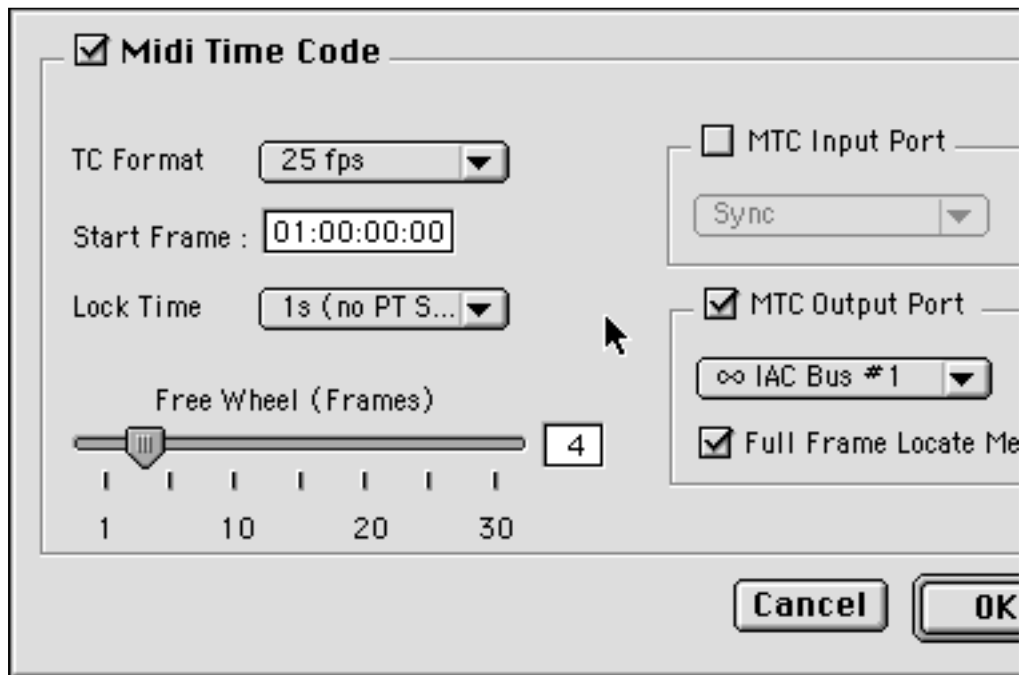 Midi Time Code
TC Format
25 fps
Start Frame :
01:00:00:00
Lock Time
1s (no PT S...
Free Wheel (Frames)
4
1 10 20 30
MTC Input Port
Sync
MTC Output Port
∞ IAC Bus #1
Full Frame Locate Me
Cancel
OK